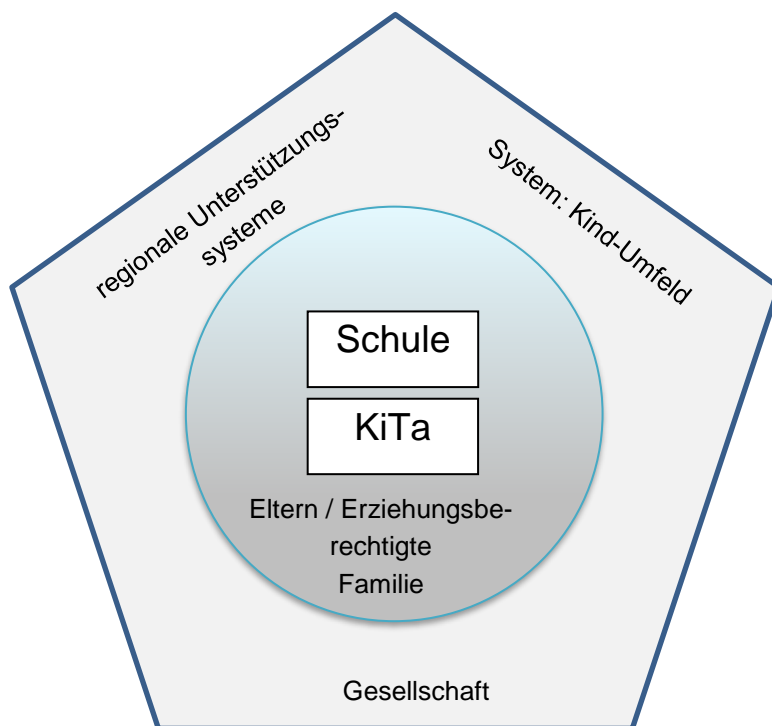 regionale Unterstützungs-
systeme
System: Kind-Umfeld
Schule
KiTa
Eltern / Erziehungsbe-
rechtigte
Familie
Gesellschaft